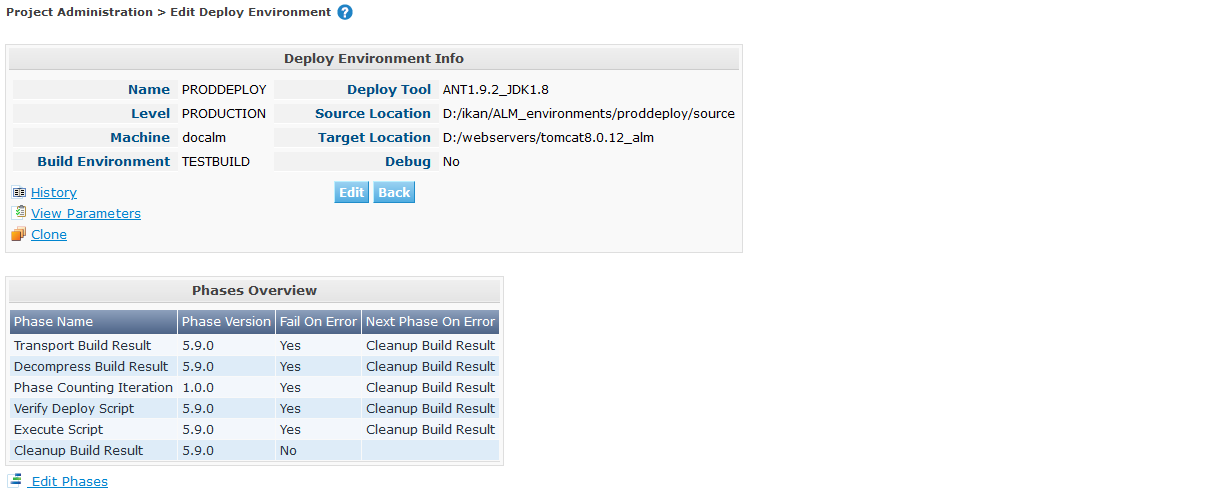 Project Administration > Edit Deploy Environment ?
Deploy Environment Info
Name PRODDEPLOY Deploy Tool ANT1.9.2_JDK1.8
Level PRODUCTION Source Location D:/ikan/ALM_environments/proddeploy/source
Machine docalm Target Location D:/webservers/tomcat8.0.12_alm
Build Environment TESTBUILD Debug No
History Edit Back
View Parameters
Clone
Phases Overview
Phase Name Phase Version Fail On Error Next Phase On Error
Transport Build Result 5.9.0 Yes Cleanup Build Result
Decompress Build Result 5.9.0 Yes Cleanup Build Result
Phase Counting Iteration 1.0.0 Yes Cleanup Build Result
Verify Deploy Script 5.9.0 Yes Cleanup Build Result
Execute Script 5.9.0 Yes Cleanup Build Result
Cleanup Build Result 5.9.0 No
Edit Phases